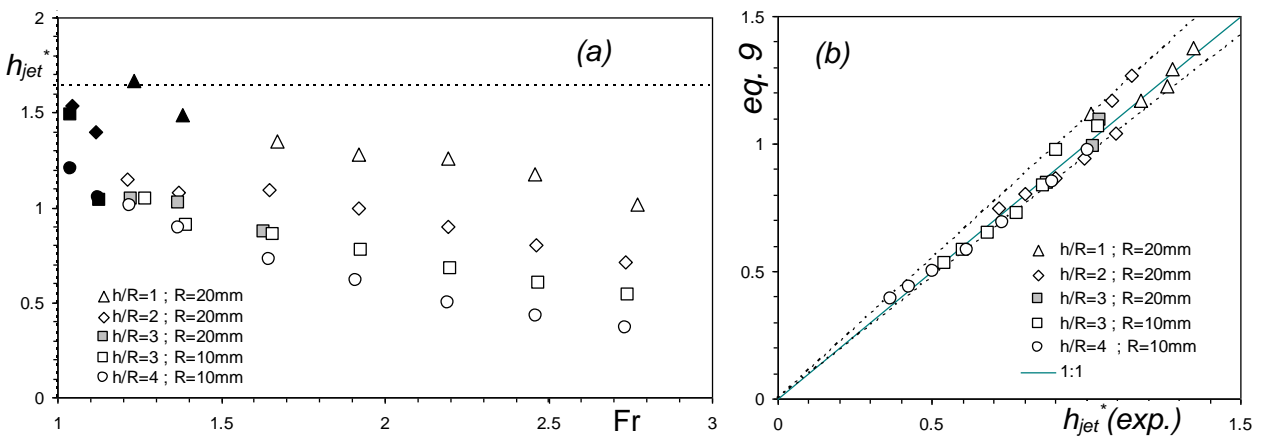 2
h_jet*
(a)
1.5
1
0.5
0
h/R=1 ; R=20mm
h/R=2 ; R=20mm
h/R=3 ; R=20mm
h/R=3 ; R=10mm
h/R=4 ; R=10mm
1 1.5 2 2.5 3
Fr
1.5
eq. 9
(b)
1
0.5
0
h/R=1 ; R=20mm
h/R=2 ; R=20mm
h/R=3 ; R=20mm
h/R=3 ; R=10mm
h/R=4 ; R=10mm
1:1
0 0.5 1 1.5
h_jet*(exp.)